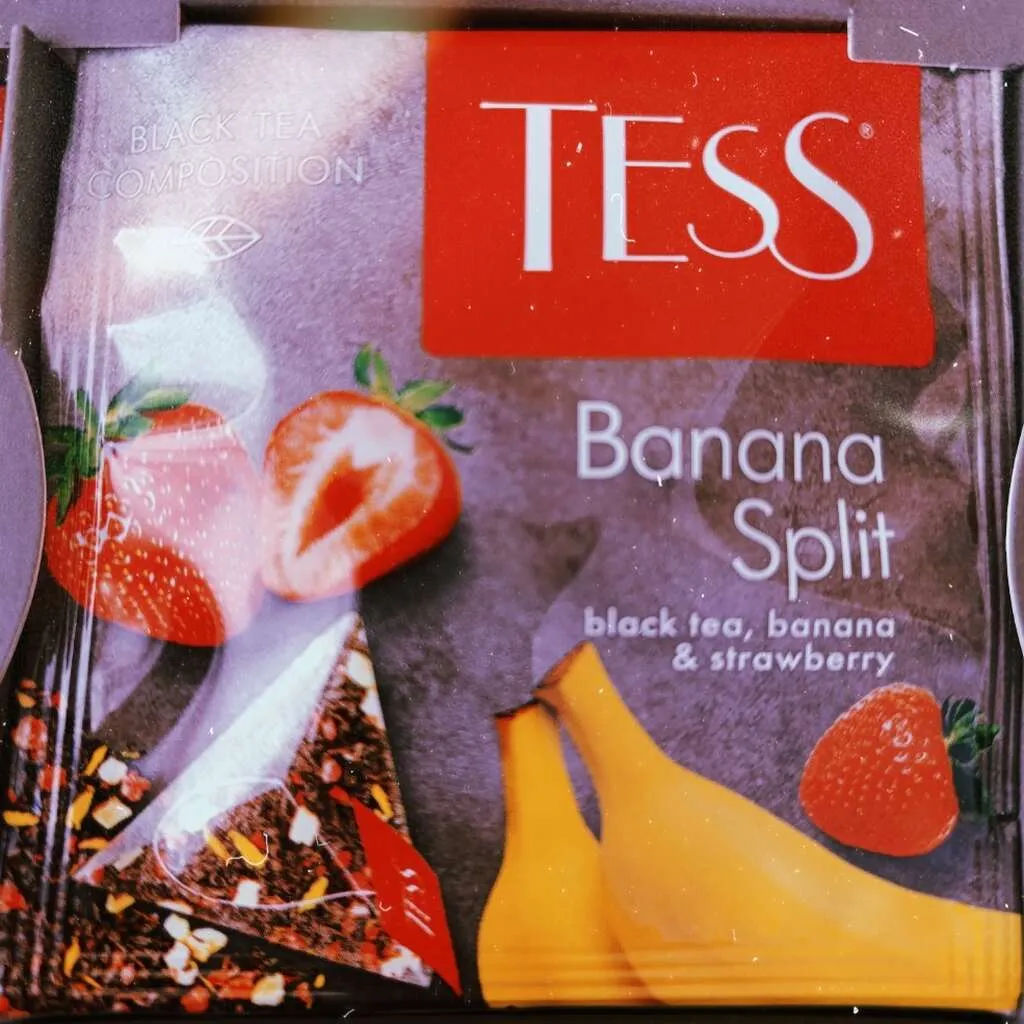 BLACK TEA
COMPOSITION
TESS®
Banana
Split
black tea, banana
& strawberry